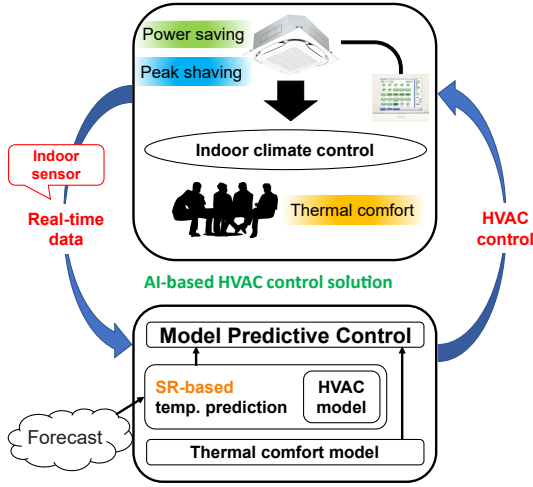 Power saving
Peak shaving
Indoor climate control
Indoor
sensor
Thermal comfort
Real-time
data
HVAC
control
AI-based HVAC control solution
Model Predictive Control
SR-based
temp. prediction
HVAC
model
Forecast
Thermal comfort model